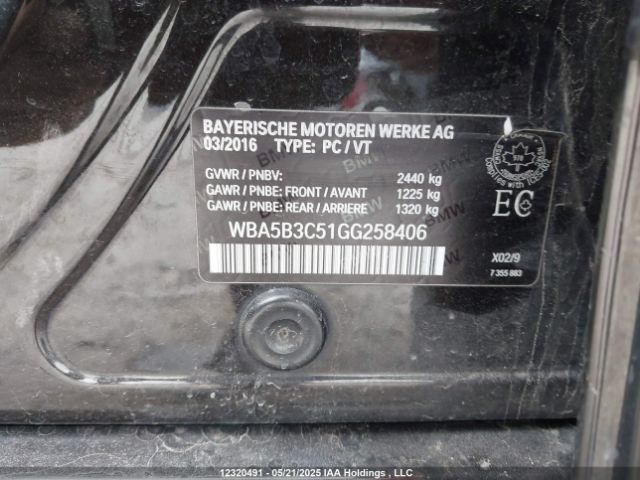 BAYERISCHE MOTOREN WERKE AG
03/2016 TYPE: PC / VT
GVWR / PNBV: 2440 kg
GAWR / PNBE: FRONT / AVANT 1225 kg
GAWR / PNBE: REAR / ARRIERE 1320 kg
WBA5B3C51GG258406
978
EC
X02/9
7 355 883
BMW
12320491 - 05/21/2025 IAA Holdings , LLC